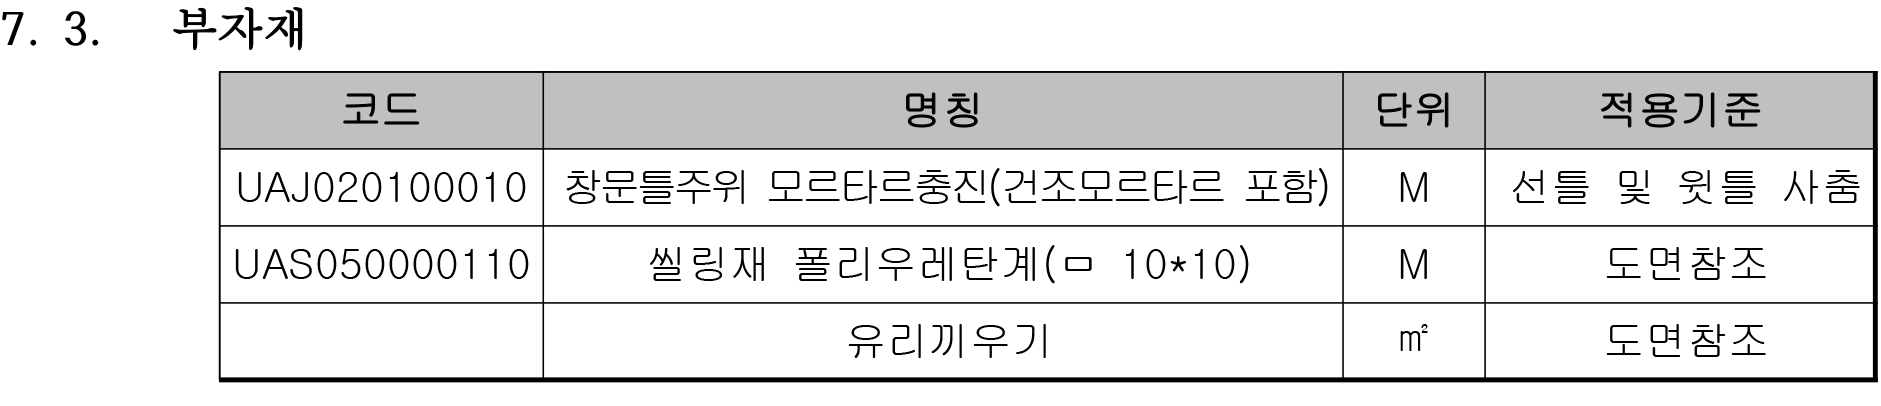 7. 3. 부자재
코드 명칭 단위 적용기준
UAJ020100010 창문틀주위 모르타르충진(건조모르타르 포함) M 선틀 및 윗틀 사춤
UAS050000110 씰링재 폴리우레탄계(ㅁ 10*10) M 도면참조
유리끼우기 ㎡ 도면참조